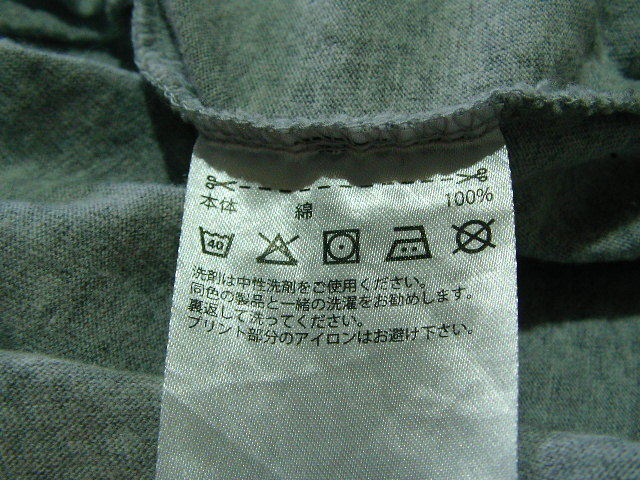 本体 綿 100%
40
洗剤は中性洗剤をご使用ください。
同色の製品と一緒の洗濯をお勧めします。
裏返して洗ってください。
プリント部分のアイロンはお避け下さい。